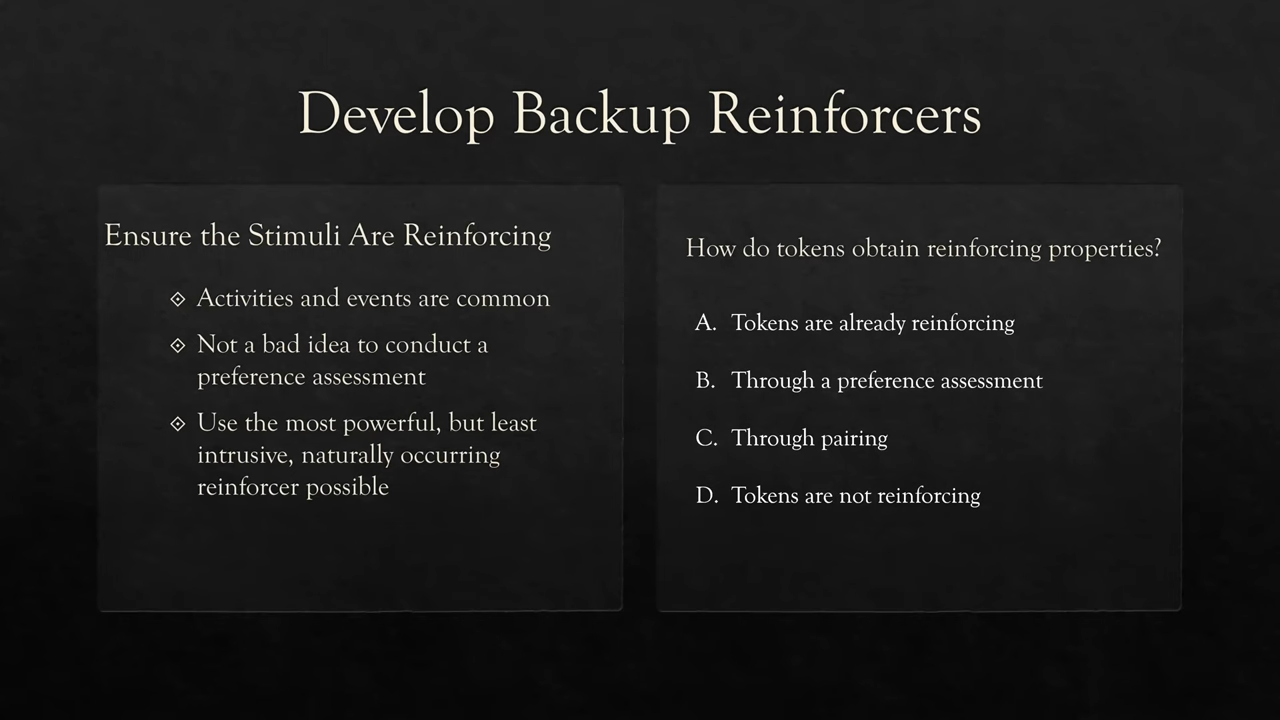 Develop Backup Reinforcers
Ensure the Stimuli Are Reinforcing
Activities and events are common
Not a bad idea to conduct a
preference assessment
Use the most powerful, but least
intrusive, naturally occurring
reinforcer possible
How do tokens obtain reinforcing properties?
A. Tokens are already reinforcing
B. Through a preference assessment
C. Through pairing
D. Tokens are not reinforcing